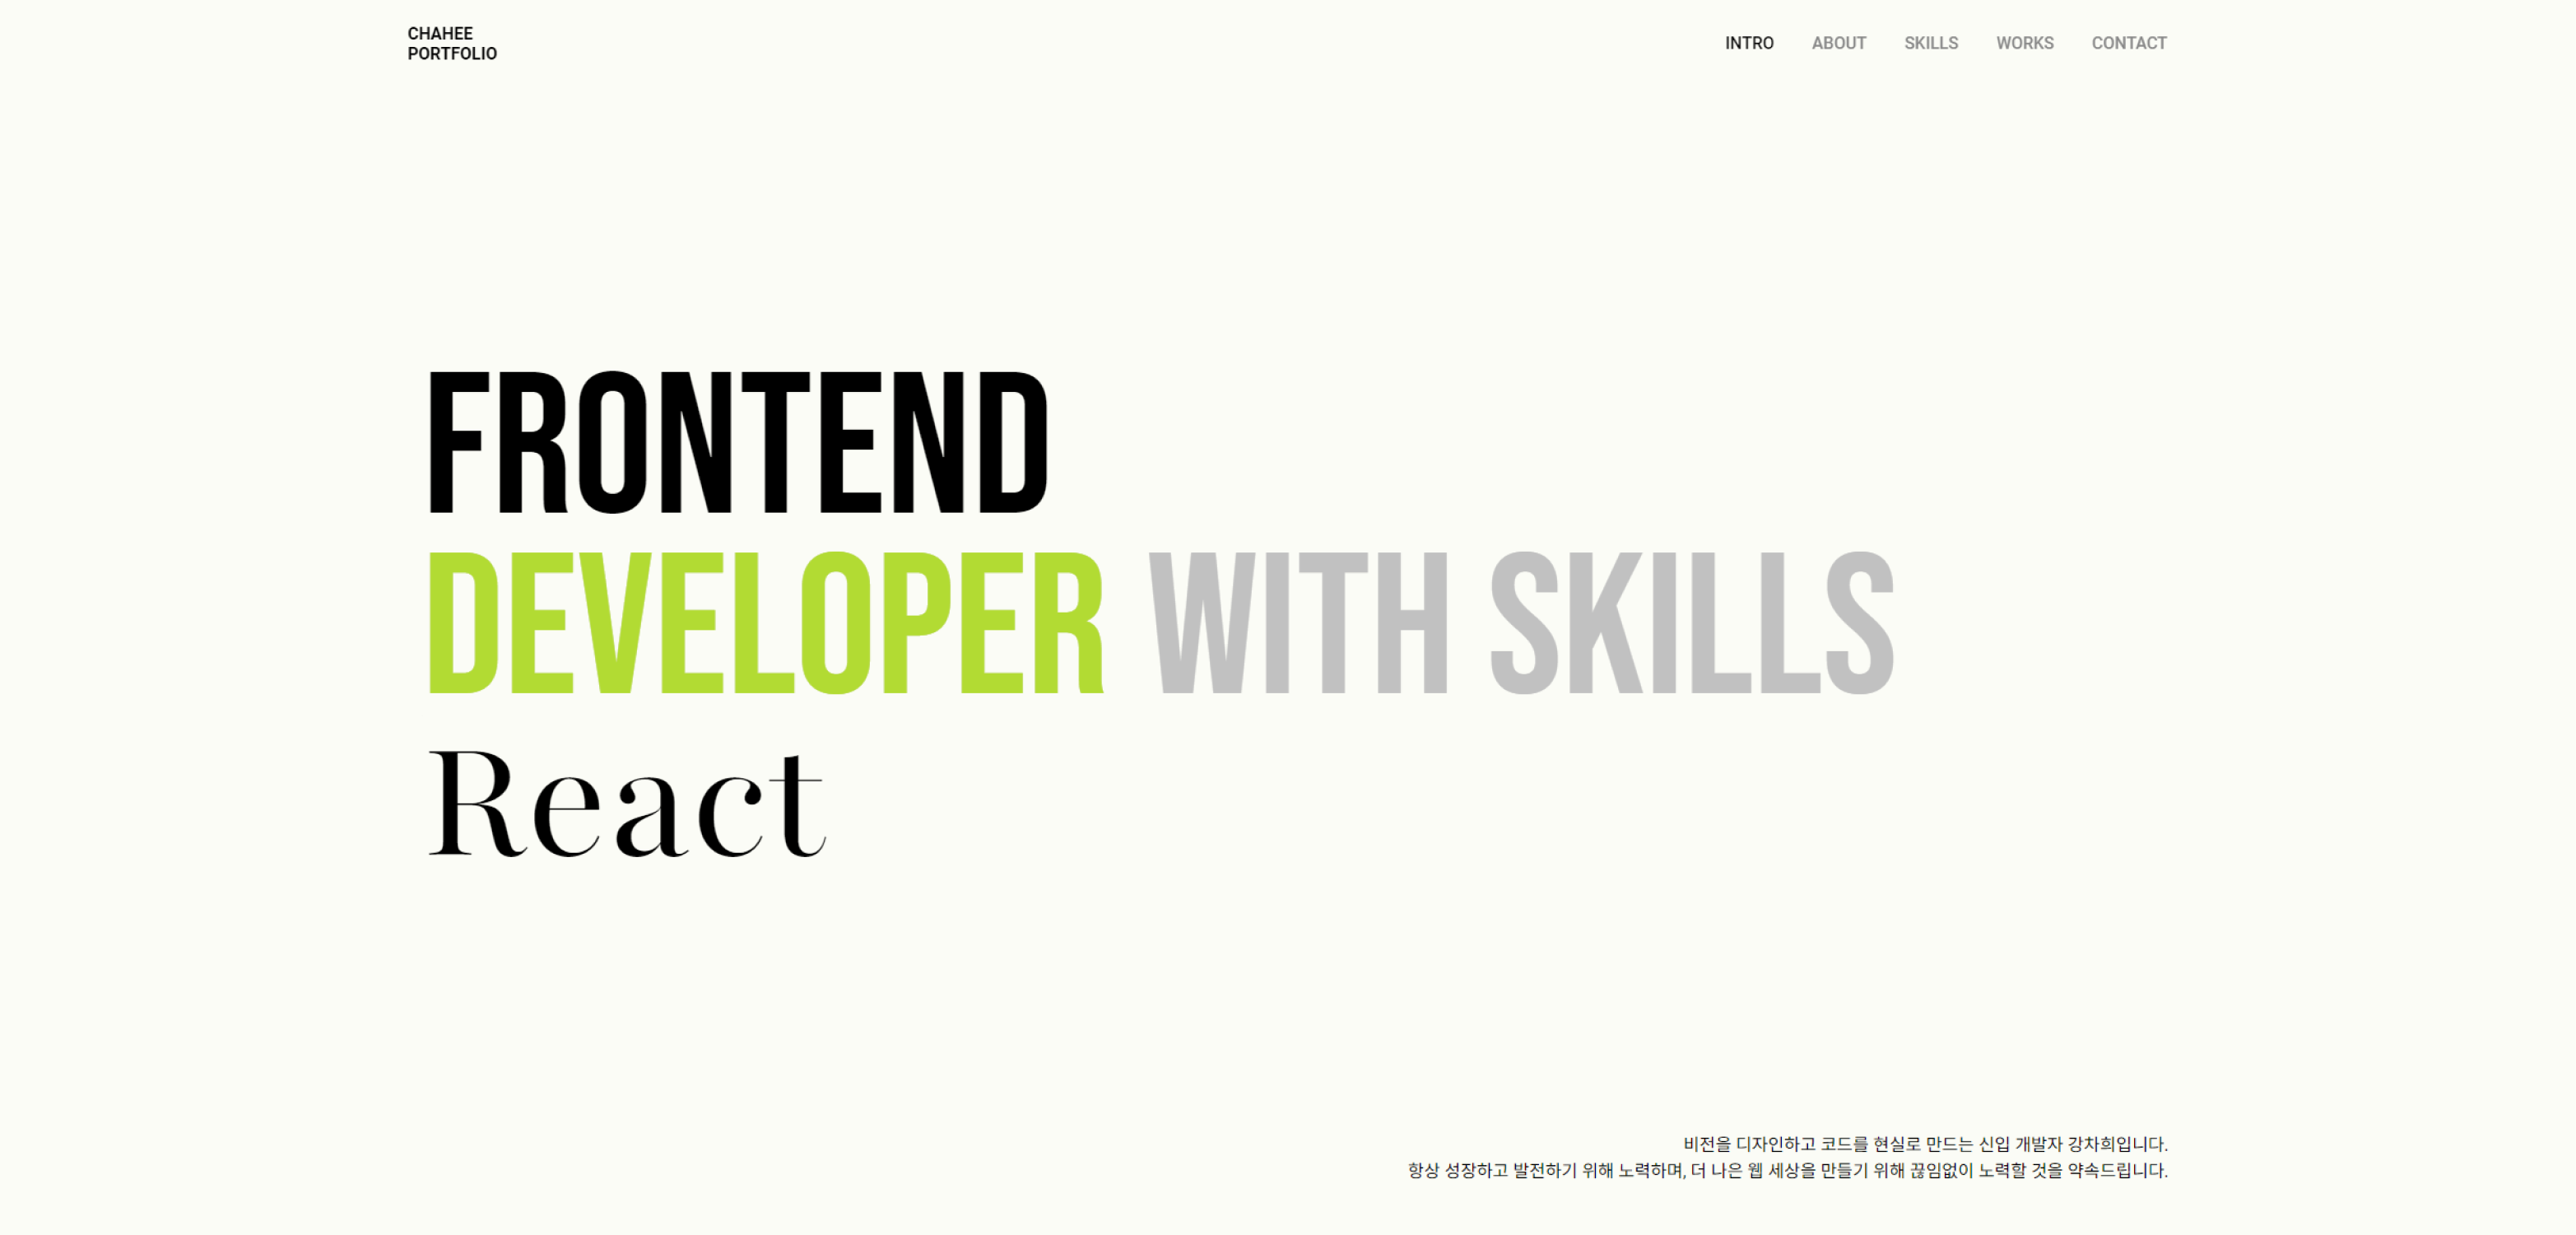 CHAHEE
PORTFOLIO
INTRO ABOUT SKILLS WORKS CONTACT
FRONTEND
DEVELOPER WITH SKILLS
React
비전을 디자인하고 코드를 현실로 만드는 신입 개발자 강차희입니다.
항상 성장하고 발전하기 위해 노력하며, 더 나은 웹 세상을 만들기 위해 끊임없이 노력할 것을 약속드립니다.